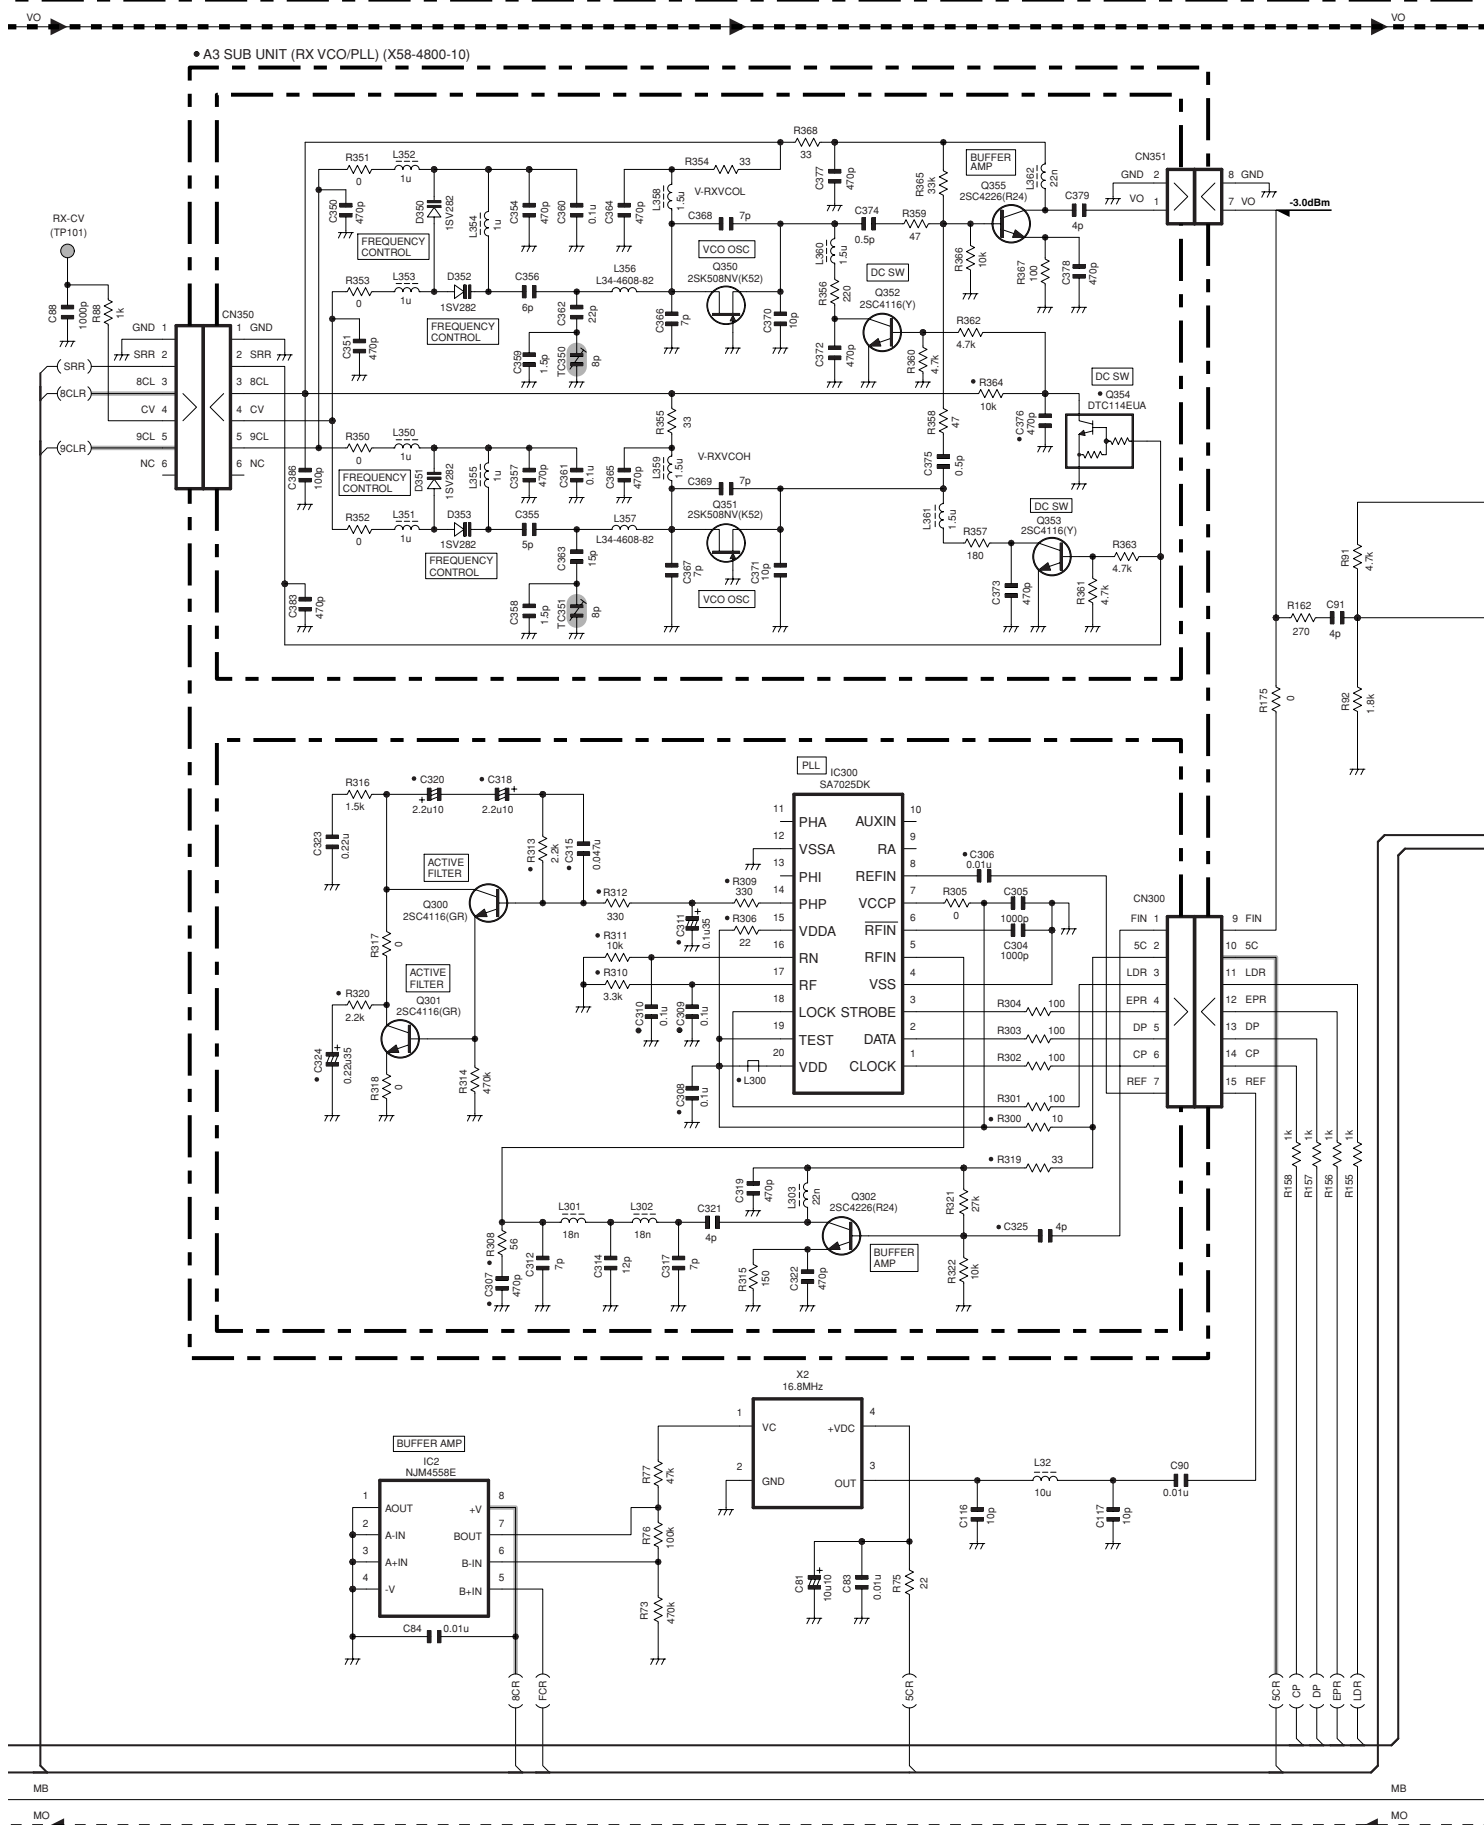 VO
VO
• A3 SUB UNIT (RX VCO/PLL) (X58-4800-10)
RX-CV
(TP101)
C88
1000p
R88
1k
SRR
8CLR
9CLR
CN350
GND 1
SRR 2
8CL 3
CV 4
9CL 5
NC 6
1 GND
2 SRR
3 8CL
4 CV
5 9CL
6 NC
R351
0
L352
1u
C350
470p
D350
1SV282
FREQUENCY
CONTROL
L354
1u
C354
470p
C360
0.1u
C364
470p
R353
0
L353
1u
D352
1SV282
FREQUENCY
CONTROL
C351
470p
C356
6p
C362
22p
C359
1.5p
TC350
8p
L356
L34-4608-82
L358
1.5u
R354
33
V-RXVCOL
C368
7p
VCO OSC
Q350
2SK508NV(K52)
C366
7p
C370
10p
R368
33
C377
470p
C374
0.5p
R359
47
L360
1.5u
R356
220
DC SW
Q352
2SC4116(Y)
C372
470p
R360
4.7k
R362
4.7k
R365
33k
R366
10k
BUFFER
AMP
Q355
2SC4226(R24)
L362
22n
C379
4p
R367
100
C378
470p
CN351
GND 2
VO 1
8 GND
7 VO
-3.0dBm
• R364
10k
• C376
470p
DC SW
• Q354
DTC114EUA
R358
47
C375
0.5p
R355
33
L359
1.5u
V-RXVCOH
C369
7p
Q351
2SK508NV(K52)
VCO OSC
C367
7p
C371
10p
C386
100p
R350
0
L350
1u
FREQUENCY
CONTROL
D351
1SV282
L355
1u
C357
470p
C361
0.1u
C365
470p
R352
0
L351
1u
D353
1SV282
FREQUENCY
CONTROL
C355
5p
C363
15p
C358
1.5p
TC351
8p
L357
L34-4608-82
C383
470p
L361
1.5u
R357
180
DC SW
Q353
2SC4116(Y)
C373
470p
R361
4.7k
R363
4.7k
R91
4.7k
R162
270
C91
4p
R175
0
R92
1.8k
R316
1.5k
• C320
+
2.2u10
• C318
+
2.2u10
C323
0.22u
• R313
2.2k
• C315
0.047u
ACTIVE
FILTER
Q300
2SC4116(GR)
R317
0
ACTIVE
FILTER
Q301
2SC4116(GR)
• R320
2.2k
• C324
+
0.22u35
R318
0
R314
470k
• R312
330
• R311
10k
• R310
3.3k
• C311
+
0.1u35
• R309
330
• R306
22
• C310
0.1u
• C309
0.1u
• C308
0.1u
• L300
PLL
IC300
SA7025DK
11 PHA
12 VSSA
13 PHI
14 PHP
15 VDDA
16 RN
17 RF
18 LOCK
19 TEST
20 VDD
AUXIN 10
RA 9
REFIN 8
VCCP 7
RFIN 6
RFIN 5
VSS 4
STROBE 3
DATA 2
CLOCK 1
• C306
0.01u
R305
0
C305
1000p
C304
1000p
R304 100
R303 100
R302 100
R301 100
• R300 10
• R319 33
CN300
FIN 1
5C 2
LDR 3
EPR 4
DP 5
CP 6
REF 7
9 FIN
10 5C
11 LDR
12 EPR
13 DP
14 CP
15 REF
R158
1k
R157
1k
R156
1k
R155
1k
• R308
56
• C307
470p
C312
7p
L301
18n
C314
12p
L302
18n
C317
7p
C321
4p
C319
470p
L303
22n
Q302
2SC4226(R24)
BUFFER
AMP
R315
150
C322
470p
R321
27k
R322
10k
• C325
4p
X2
16.8MHz
1 VC
2 GND
+VDC 4
OUT 3
BUFFER AMP
IC2
NJM4558E
1 AOUT
2 A-IN
3 A+IN
4 -V
+V 8
BOUT 7
B-IN 6
B+IN 5
C84
0.01u
R77
47k
R76
100k
R73
470k
C81
+
10u10
C83
0.01u
R75
22
C116
10p
L32
10u
C117
10p
C90
0.01u
8CR
FCR
5CR
5CR
CP
DP
EPR
LDR
MB
MB
MO
MO